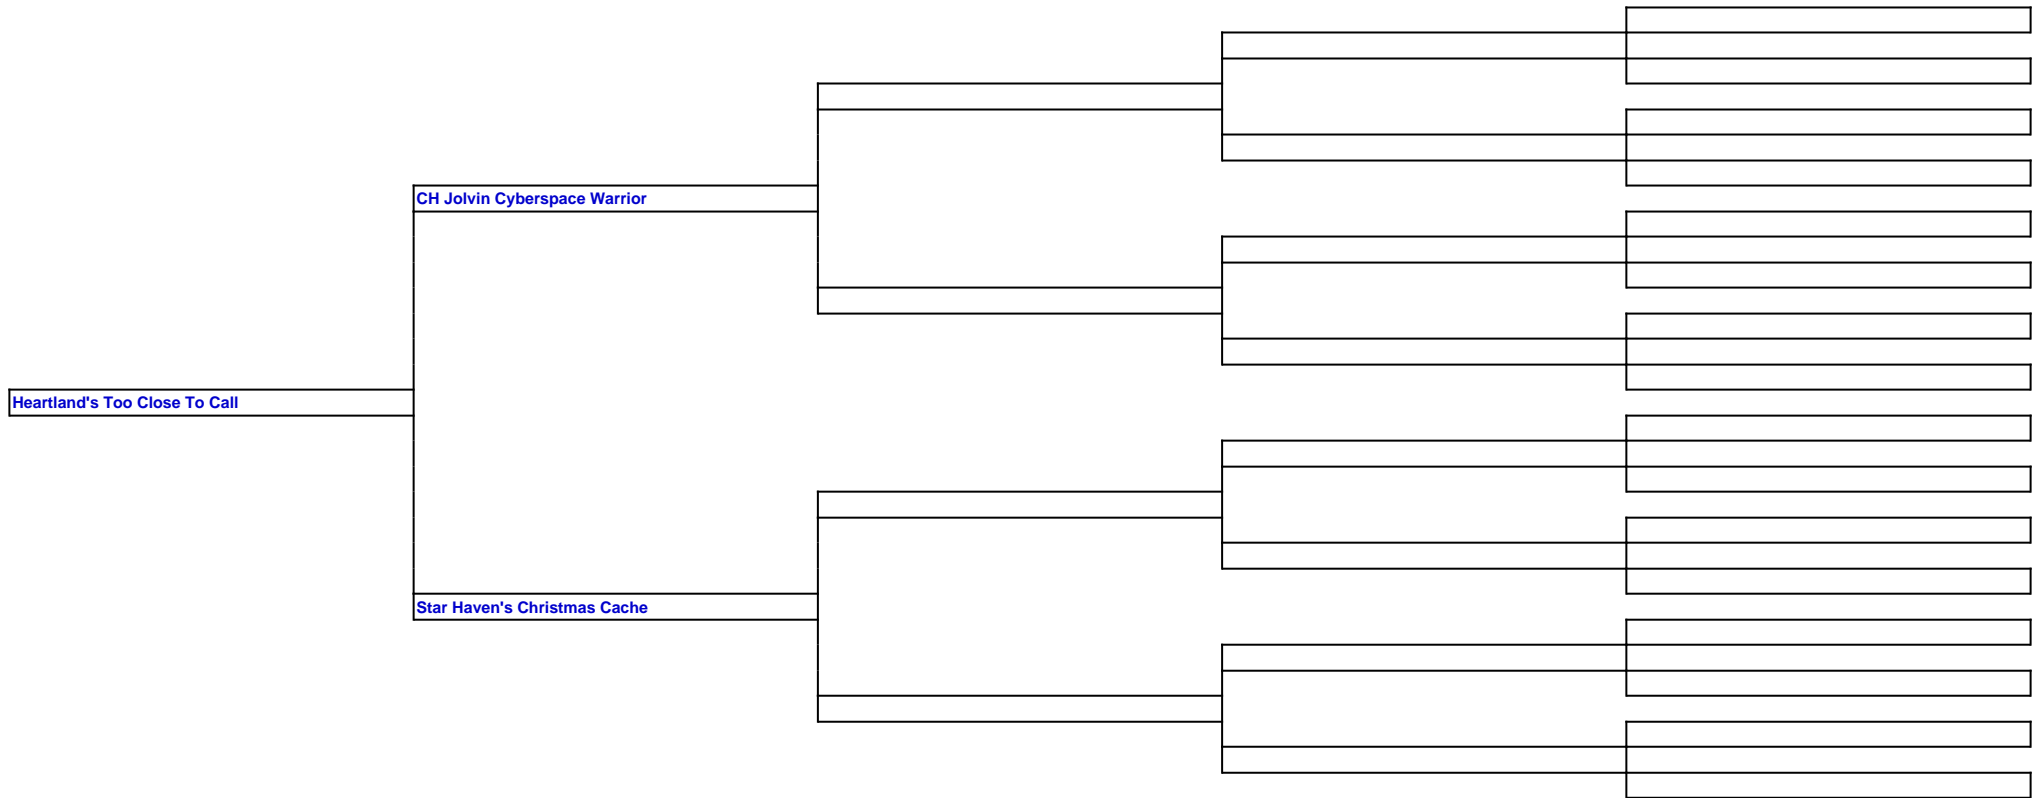 CH Jolvin Cyberspace Warrior
Heartland's Too Close To Call
Star Haven's Christmas Cache